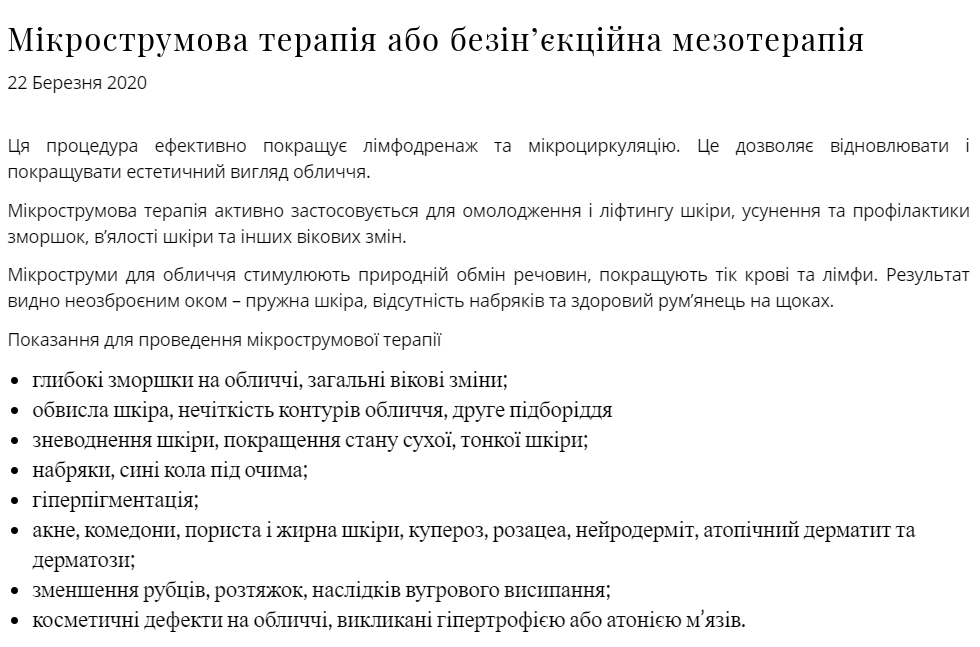 Мікрострумова терапія або безін’єкційна мезотерапія
22 Березня 2020
Ця процедура ефективно покращує лімфодренаж та мікроциркуляцію. Це дозволяє відновлювати і
покращувати естетичний вигляд обличчя.
Мікрострумова терапія активно застосовується для омолодження і ліфтингу шкіри, усунення та профілактики
зморшок, в’ялості шкіри та інших вікових змін.
Мікроструми для обличчя стимулюють природній обмін речовин, покращують тік крові та лімфи. Результат
видно неозброєним оком – пружна шкіра, відсутність набряків та здоровий рум’янець на щоках.
Показання для проведення мікрострумової терапії
• глибокі зморшки на обличчі, загальні вікові зміни;
• обвисла шкіра, нечіткість контурів обличчя, друге підборіддя
• зневоднення шкіри, покращення стану сухої, тонкої шкіри;
• набряки, сині кола під очима;
• гіперпігментація;
• акне, комедони, пориста і жирна шкіри, купероз, розацеа, нейродерміт, атопічний дерматит та
дерматози;
• зменшення рубців, розтяжок, наслідків вугрового висипання;
• косметичні дефекти на обличчі, викликані гіпертрофією або атонією м’язів.